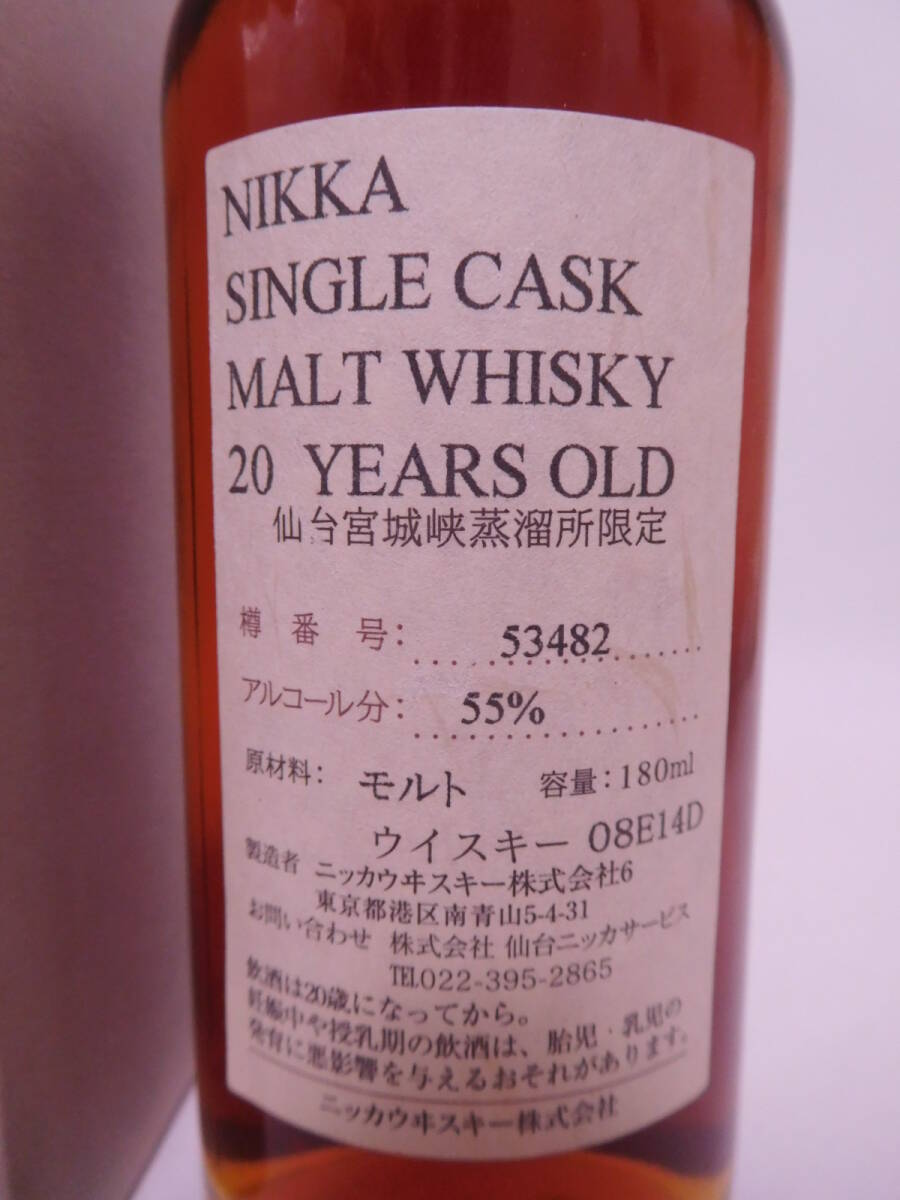 NIKKA
SINGLE CASK
MALT WHISKY
20 YEARS OLD
仙台宮城峡蒸溜所限定
樽番号： 53482
アルコール分： 55%
原材料： モルト 容量：180ml
ウイスキー 08E14D
製造者 ニッカウヰスキー株式会社6
東京都港区南青山5-4-31
お問い合わせ 株式会社 仙台ニッカサービス
TEL022-395-2865
飲酒は20歳になってから。
妊娠中や授乳期の飲酒は、胎児・乳児の
発育に悪影響を与えるおそれがあります。
ニッカウヰスキー株式会社